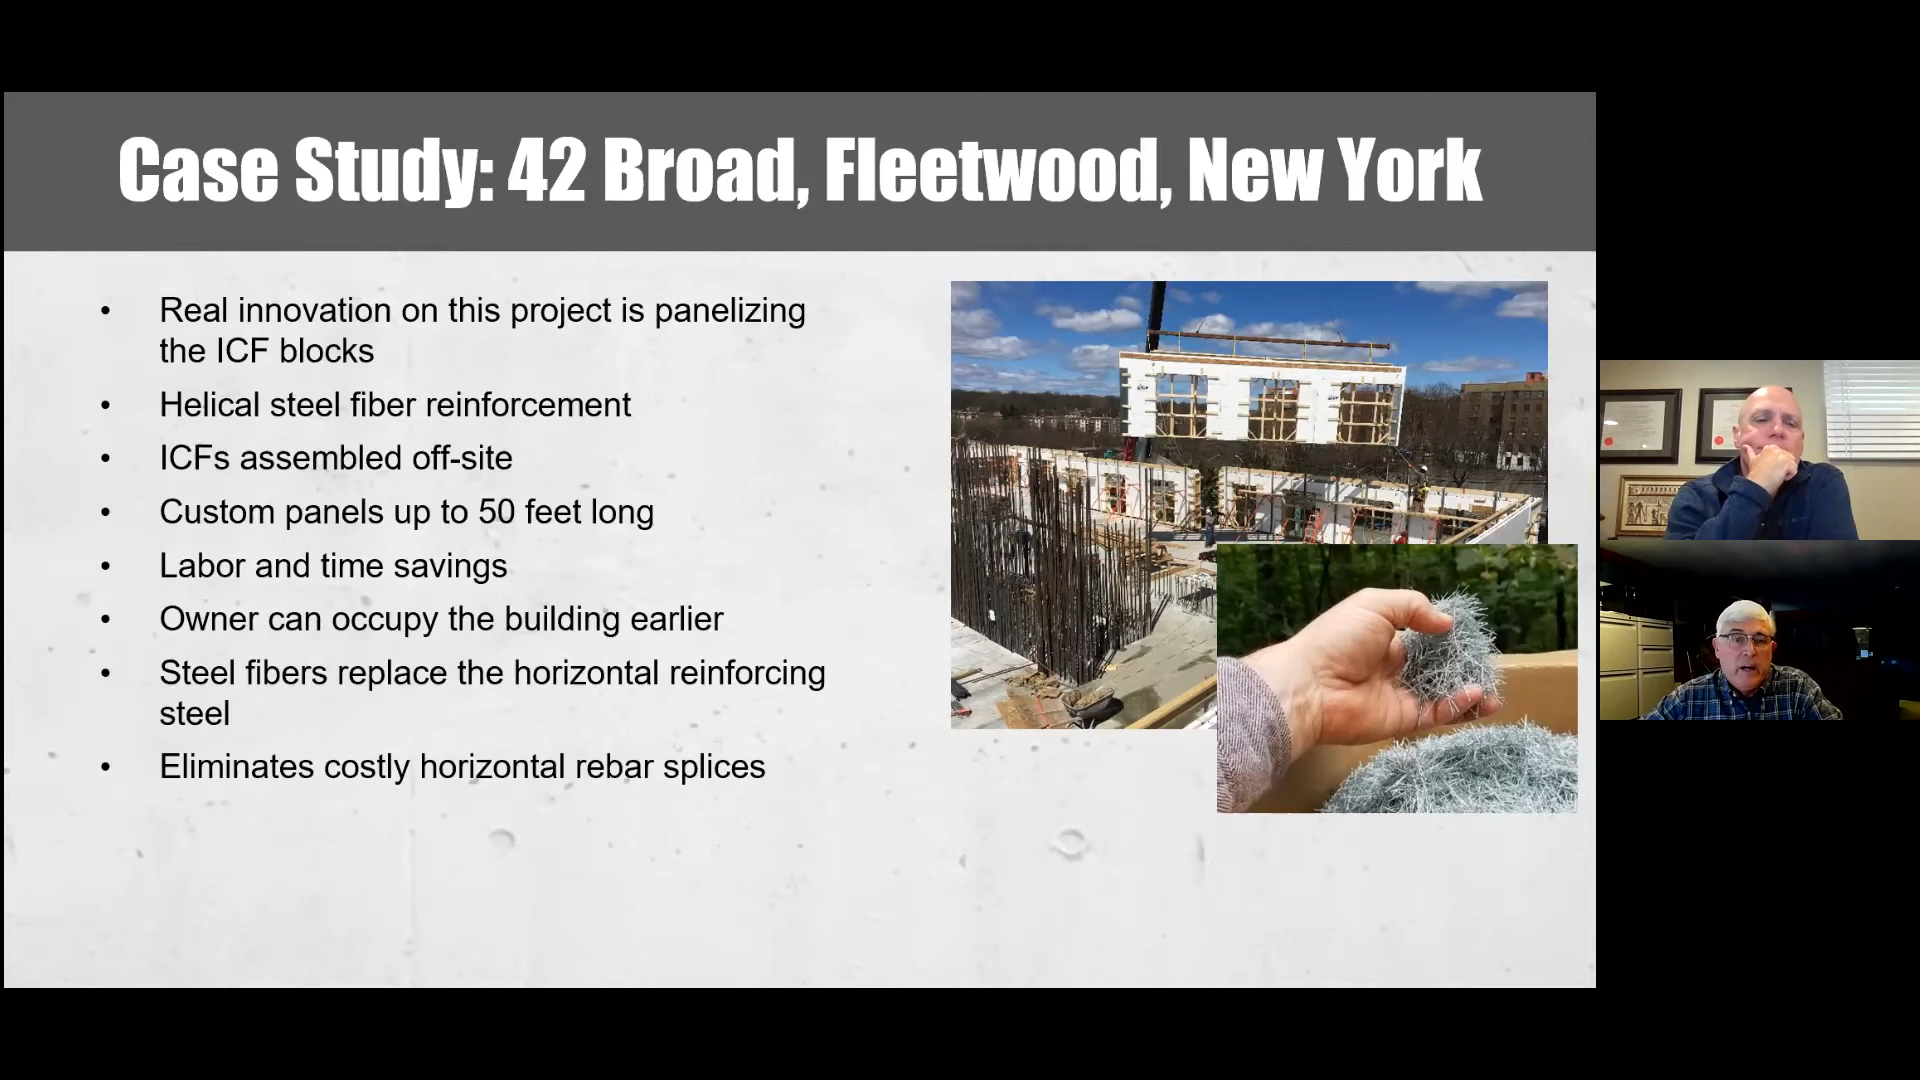 Case Study: 42 Broad, Fleetwood, New York
• Real innovation on this project is panelizing
the ICF blocks
• Helical steel fiber reinforcement
• ICFs assembled off-site
• Custom panels up to 50 feet long
• Labor and time savings
• Owner can occupy the building earlier
• Steel fibers replace the horizontal reinforcing
steel
• Eliminates costly horizontal rebar splices